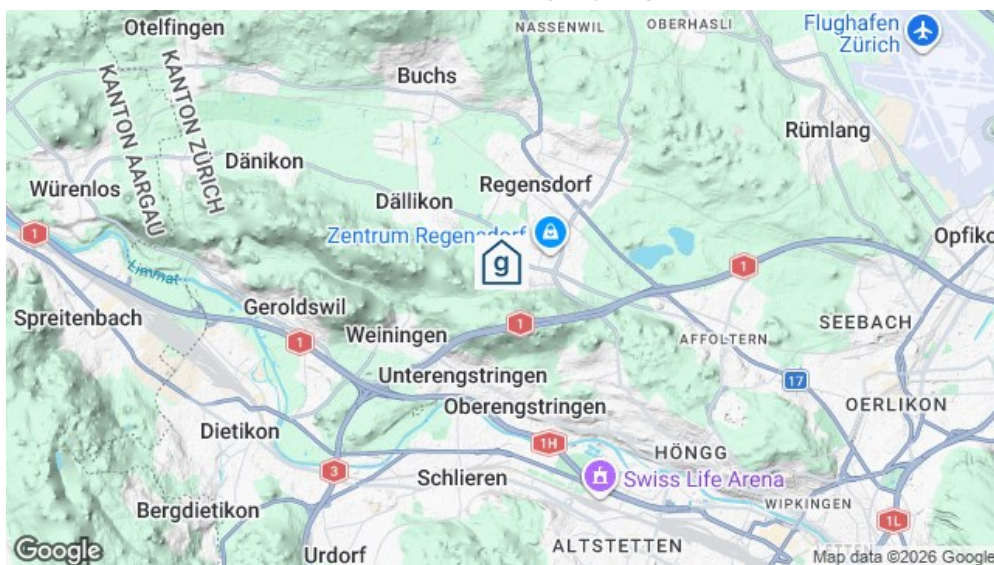 Otelfingen
NASSENWIL
OBERHASLI
Flughafen
Zürich
KANTON AARGAU
KANTON ZÜRICH
Buchs
Rümlang
Dänikon
Würenlos
Regensdorf
Dällikon
Zentrum Regensdorf
g
1
Opfiko
Limmat
1
Geroldswil
Spreitenbach
1
Weiningen
1
AFFOLTERN
SEEBACH
Unterengstringen
17
Oberengstringen
OERLIKON
Dietikon
1H
HÖNGG
3
Schlieren
Swiss Life Arena
WIPKINGEN
Bergdietikon
1L
Google
Urdorf
ALTSTETTEN
Map data ©2026 Google